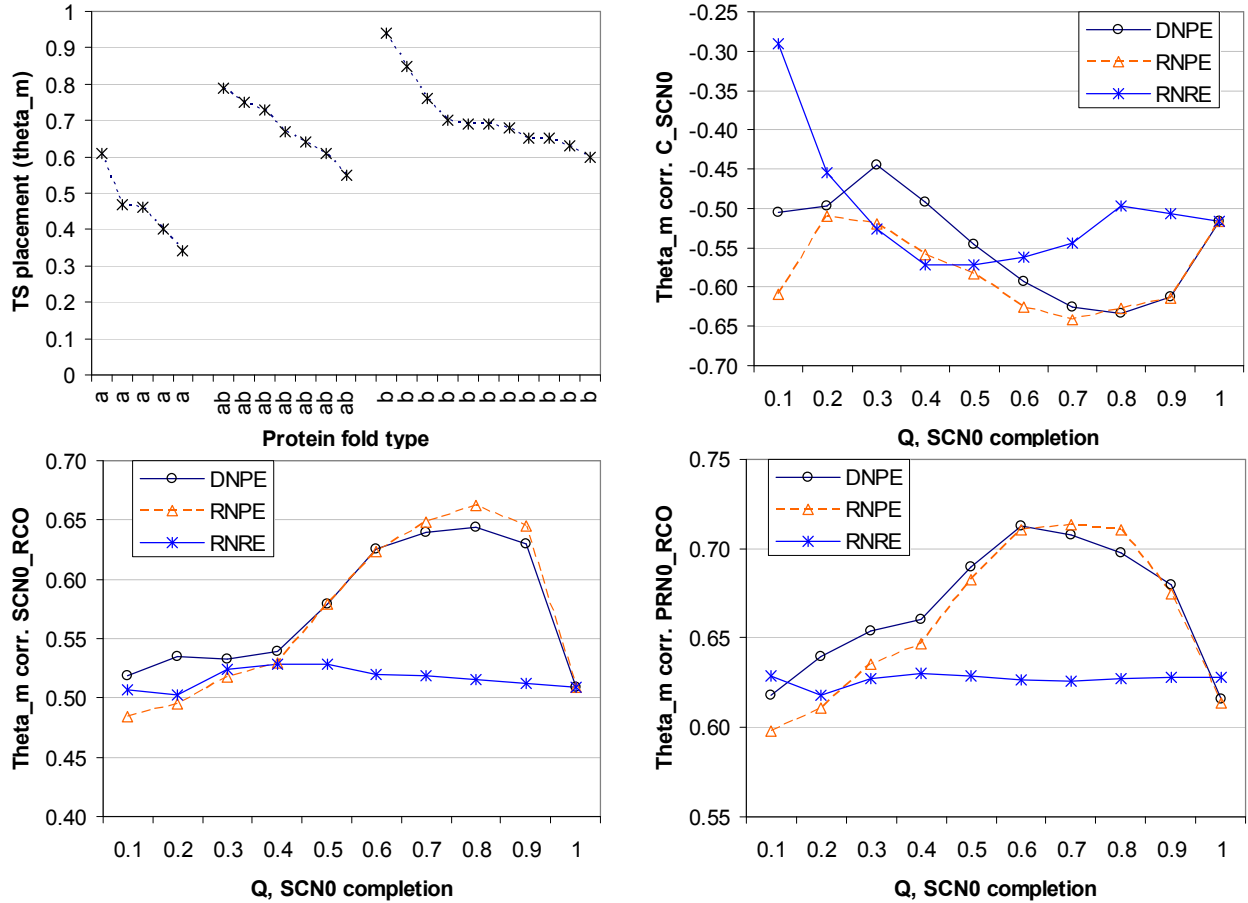 TS placement (theta_m)
1
0.9
0.8
0.7
0.6
0.5
0.4
0.3
0.2
0.1
0
a a a a a ab ab ab ab ab ab ab b b b b b b b b b b b
Protein fold type
Theta_m corr. C_SCN0
-0.25
-0.30
-0.35
-0.40
-0.45
-0.50
-0.55
-0.60
-0.65
-0.70
DNPE
RNPE
RNRE
0.1 0.2 0.3 0.4 0.5 0.6 0.7 0.8 0.9 1
Q, SCN0 completion
Theta_m corr. SCN0_RCO
0.70
0.65
0.60
0.55
0.50
0.45
0.40
DNPE
RNPE
RNRE
0.1 0.2 0.3 0.4 0.5 0.6 0.7 0.8 0.9 1
Q, SCN0 completion
Theta_m corr. PRN0_RCO
0.75
0.70
0.65
0.60
0.55
DNPE
RNPE
RNRE
0.1 0.2 0.3 0.4 0.5 0.6 0.7 0.8 0.9 1
Q, SCN0 completion